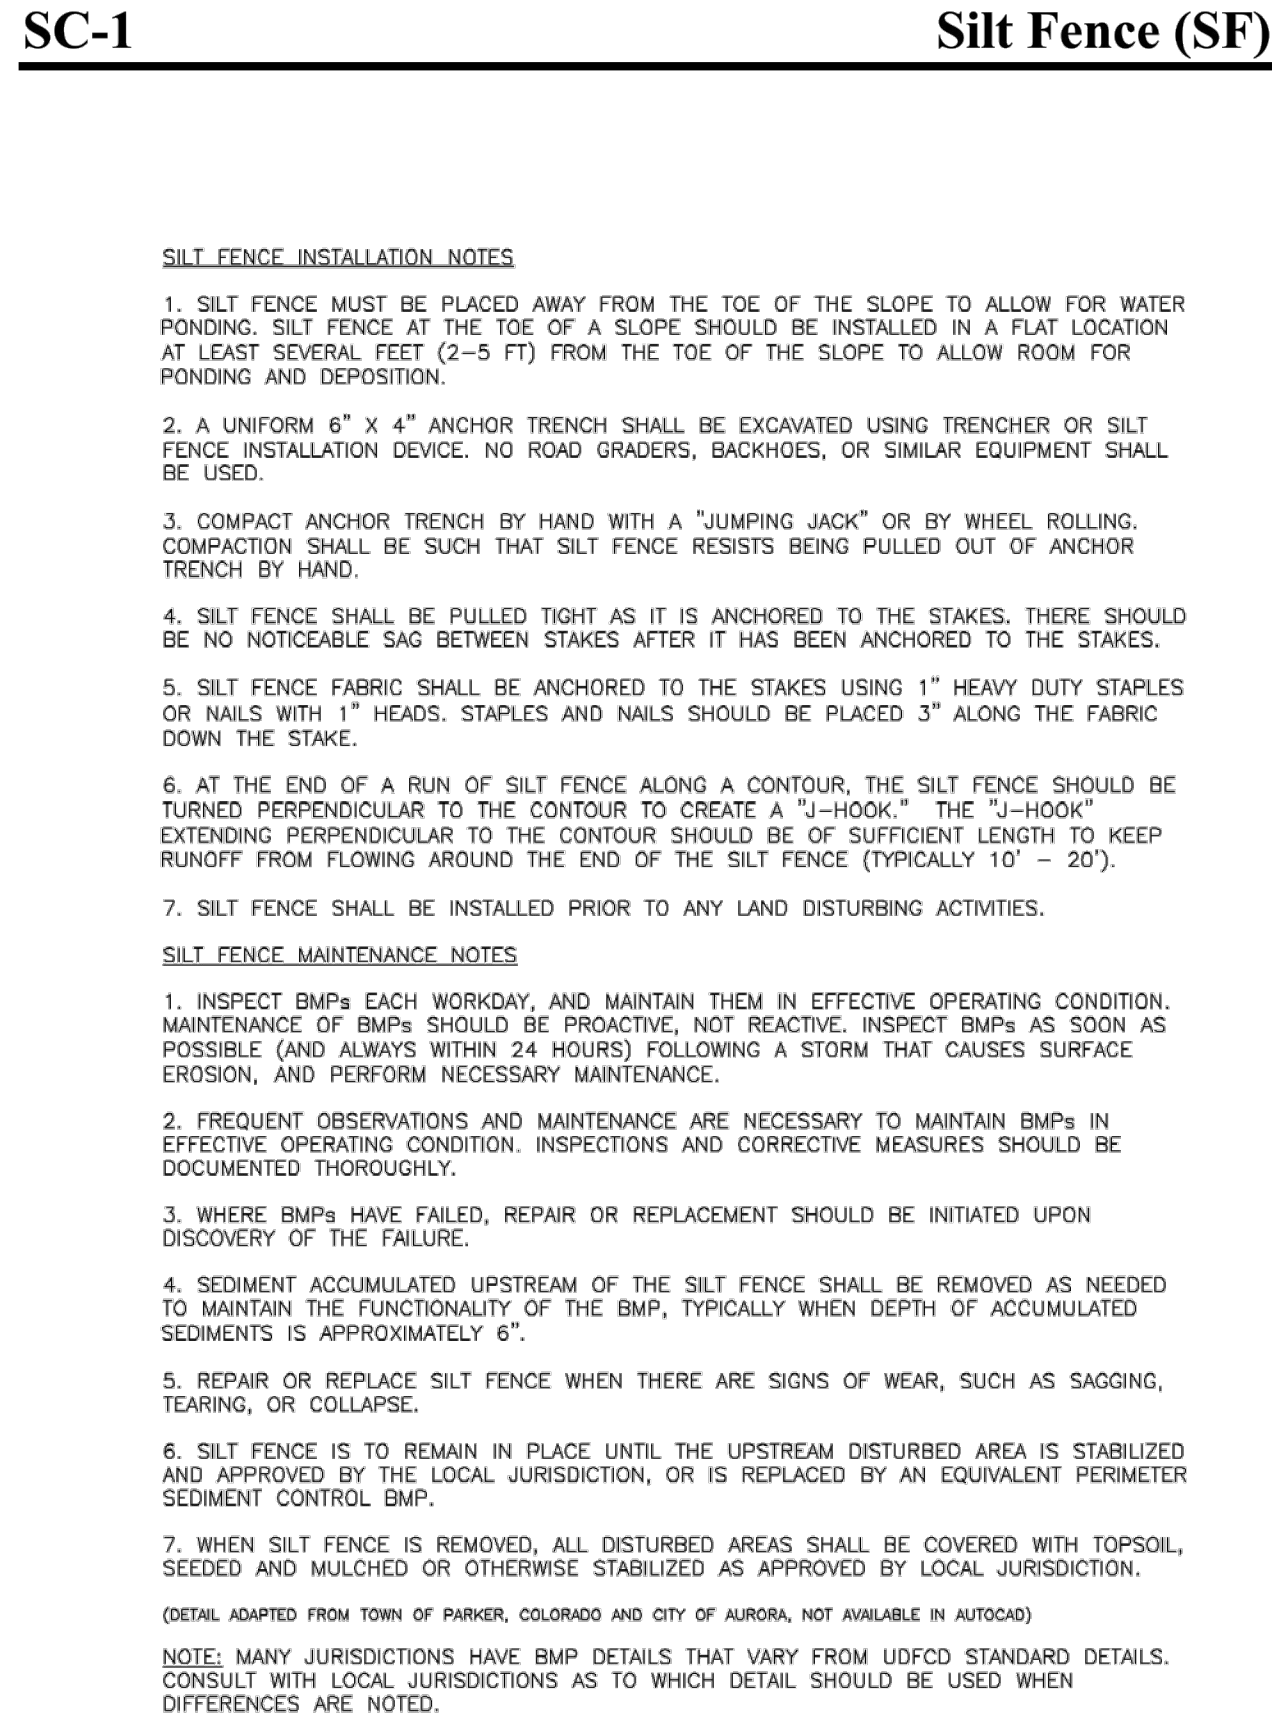 SC-1 Silt Fence (SF)
SILT FENCE INSTALLATION NOTES
1. SILT FENCE MUST BE PLACED AWAY FROM THE TOE OF THE SLOPE TO ALLOW FOR WATER
PONDING. SILT FENCE AT THE TOE OF A SLOPE SHOULD BE INSTALLED IN A FLAT LOCATION
AT LEAST SEVERAL FEET (2-5 FT) FROM THE TOE OF THE SLOPE TO ALLOW ROOM FOR
PONDING AND DEPOSITION.
2. A UNIFORM 6" X 4" ANCHOR TRENCH SHALL BE EXCAVATED USING TRENCHER OR SILT
FENCE INSTALLATION DEVICE. NO ROAD GRADERS, BACKHOES, OR SIMILAR EQUIPMENT SHALL
BE USED.
3. COMPACT ANCHOR TRENCH BY HAND WITH A "JUMPING JACK" OR BY WHEEL ROLLING.
COMPACTION SHALL BE SUCH THAT SILT FENCE RESISTS BEING PULLED OUT OF ANCHOR
TRENCH BY HAND.
4. SILT FENCE SHALL BE PULLED TIGHT AS IT IS ANCHORED TO THE STAKES. THERE SHOULD
BE NO NOTICEABLE SAG BETWEEN STAKES AFTER IT HAS BEEN ANCHORED TO THE STAKES.
5. SILT FENCE FABRIC SHALL BE ANCHORED TO THE STAKES USING 1" HEAVY DUTY STAPLES
OR NAILS WITH 1" HEADS. STAPLES AND NAILS SHOULD BE PLACED 3" ALONG THE FABRIC
DOWN THE STAKE.
6. AT THE END OF A RUN OF SILT FENCE ALONG A CONTOUR, THE SILT FENCE SHOULD BE
TURNED PERPENDICULAR TO THE CONTOUR TO CREATE A "J-HOOK." THE "J-HOOK"
EXTENDING PERPENDICULAR TO THE CONTOUR SHOULD BE OF SUFFICIENT LENGTH TO KEEP
RUNOFF FROM FLOWING AROUND THE END OF THE SILT FENCE (TYPICALLY 10' - 20').
7. SILT FENCE SHALL BE INSTALLED PRIOR TO ANY LAND DISTURBING ACTIVITIES.
SILT FENCE MAINTENANCE NOTES
1. INSPECT BMPs EACH WORKDAY, AND MAINTAIN THEM IN EFFECTIVE OPERATING CONDITION.
MAINTENANCE OF BMPs SHOULD BE PROACTIVE, NOT REACTIVE. INSPECT BMPs AS SOON AS
POSSIBLE (AND ALWAYS WITHIN 24 HOURS) FOLLOWING A STORM THAT CAUSES SURFACE
EROSION, AND PERFORM NECESSARY MAINTENANCE.
2. FREQUENT OBSERVATIONS AND MAINTENANCE ARE NECESSARY TO MAINTAIN BMPs IN
EFFECTIVE OPERATING CONDITION. INSPECTIONS AND CORRECTIVE MEASURES SHOULD BE
DOCUMENTED THOROUGHLY.
3. WHERE BMPs HAVE FAILED, REPAIR OR REPLACEMENT SHOULD BE INITIATED UPON
DISCOVERY OF THE FAILURE.
4. SEDIMENT ACCUMULATED UPSTREAM OF THE SILT FENCE SHALL BE REMOVED AS NEEDED
TO MAINTAIN THE FUNCTIONALITY OF THE BMP, TYPICALLY WHEN DEPTH OF ACCUMULATED
SEDIMENTS IS APPROXIMATELY 6".
5. REPAIR OR REPLACE SILT FENCE WHEN THERE ARE SIGNS OF WEAR, SUCH AS SAGGING,
TEARING, OR COLLAPSE.
6. SILT FENCE IS TO REMAIN IN PLACE UNTIL THE UPSTREAM DISTURBED AREA IS STABILIZED
AND APPROVED BY THE LOCAL JURISDICTION, OR IS REPLACED BY AN EQUIVALENT PERIMETER
SEDIMENT CONTROL BMP.
7. WHEN SILT FENCE IS REMOVED, ALL DISTURBED AREAS SHALL BE COVERED WITH TOPSOIL,
SEEDED AND MULCHED OR OTHERWISE STABILIZED AS APPROVED BY LOCAL JURISDICTION.
(DETAIL ADAPTED FROM TOWN OF PARKER, COLORADO AND CITY OF AURORA, NOT AVAILABLE IN AUTOCAD)
NOTE: MANY JURISDICTIONS HAVE BMP DETAILS THAT VARY FROM UDFCD STANDARD DETAILS.
CONSULT WITH LOCAL JURISDICTIONS AS TO WHICH DETAIL SHOULD BE USED WHEN
DIFFERENCES ARE NOTED.